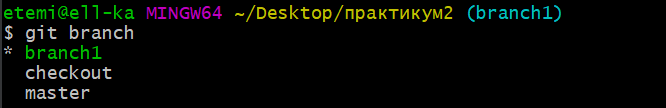 etemi@ell-ka MINGW64 ~/Desktop/практикум2 (branch1)
$ git branch
* branch1
  checkout
  master